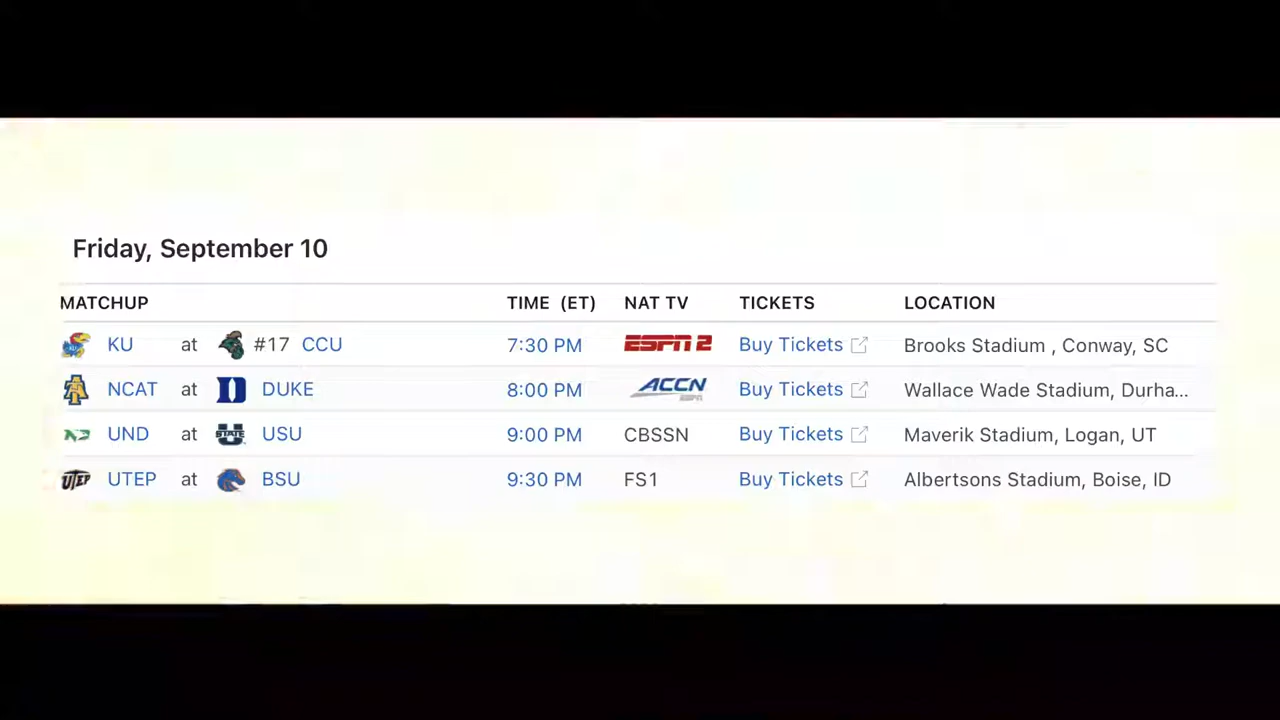 Friday, September 10
MATCHUP TIME (ET) NAT TV TICKETS LOCATION
KU at #17 CCU 7:30 PM ESPN 2 Buy Tickets Brooks Stadium , Conway, SC
NCAT at DUKE 8:00 PM ACCN ESPN Buy Tickets Wallace Wade Stadium, Durha...
UND at USU 9:00 PM CBSSN Buy Tickets Maverik Stadium, Logan, UT
UTEP at BSU 9:30 PM FS1 Buy Tickets Albertsons Stadium, Boise, ID